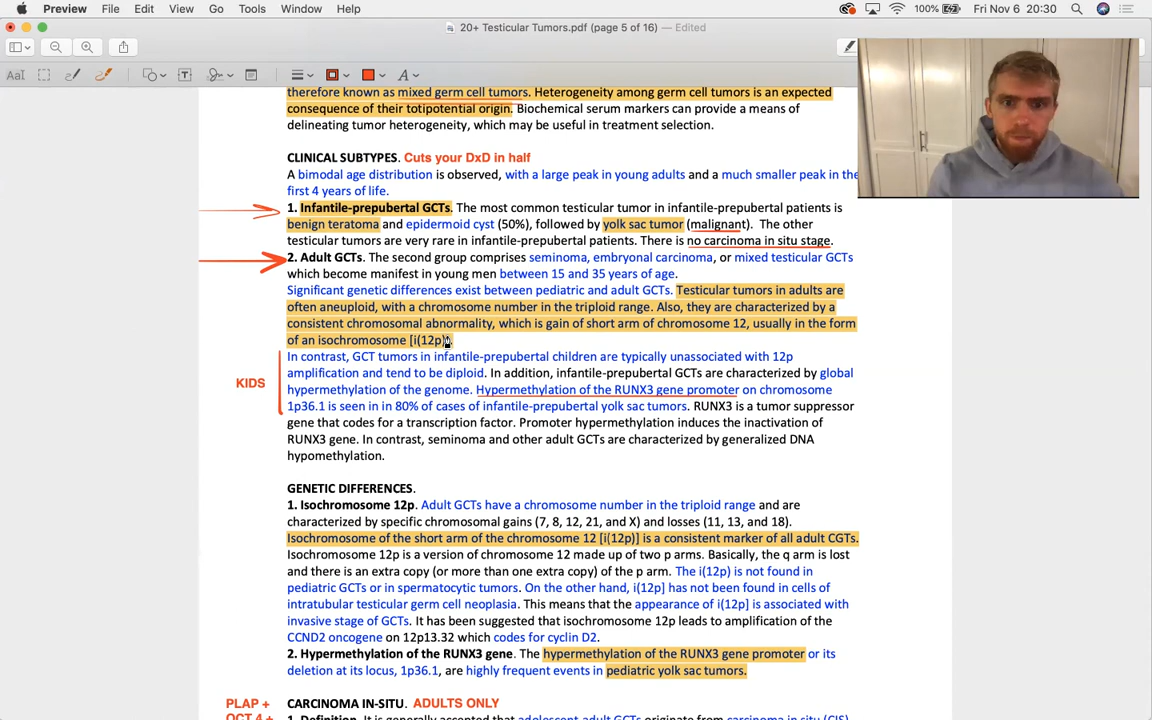 Preview File Edit View Go Tools Window Help 100% Fri Nov 6 20:30
20+ Testicular Tumors.pdf (page 5 of 16) — Edited
therefore known as mixed germ cell tumors. Heterogeneity among germ cell tumors is an expected
consequence of their totipotential origin. Biochemical serum markers can provide a means of
delineating tumor heterogeneity, which may be useful in treatment selection.
CLINICAL SUBTYPES. Cuts your DxD in half
A bimodal age distribution is observed, with a large peak in young adults and a much smaller peak in the
first 4 years of life.
1. Infantile-prepubertal GCTs. The most common testicular tumor in infantile-prepubertal patients is
benign teratoma and epidermoid cyst (50%), followed by yolk sac tumor (malignant). The other
testicular tumors are very rare in infantile-prepubertal patients. There is no carcinoma in situ stage.
2. Adult GCTs. The second group comprises seminoma, embryonal carcinoma, or mixed testicular GCTs
which become manifest in young men between 15 and 35 years of age.
Significant genetic differences exist between pediatric and adult GCTs. Testicular tumors in adults are
often aneuploid, with a chromosome number in the triploid range. Also, they are characterized by a
consistent chromosomal abnormality, which is gain of short arm of chromosome 12, usually in the form
of an isochromosome [i(12p)].
In contrast, GCT tumors in infantile-prepubertal children are typically unassociated with 12p
amplification and tend to be diploid. In addition, infantile-prepubertal GCTs are characterized by global
KIDS
hypermethylation of the genome. Hypermethylation of the RUNX3 gene promoter on chromosome
1p36.1 is seen in in 80% of cases of infantile-prepubertal yolk sac tumors. RUNX3 is a tumor suppressor
gene that codes for a transcription factor. Promoter hypermethylation induces the inactivation of
RUNX3 gene. In contrast, seminoma and other adult GCTs are characterized by generalized DNA
hypomethylation.
GENETIC DIFFERENCES.
1. Isochromosome 12p. Adult GCTs have a chromosome number in the triploid range and are
characterized by specific chromosomal gains (7, 8, 12, 21, and X) and losses (11, 13, and 18).
Isochromosome of the short arm of the chromosome 12 [i(12p)] is a consistent marker of all adult CGTs.
Isochromosome 12p is a version of chromosome 12 made up of two p arms. Basically, the q arm is lost
and there is an extra copy (or more than one extra copy) of the p arm. The i(12p) is not found in
pediatric GCTs or in spermatocytic tumors. On the other hand, i(12p] has not been found in cells of
intratubular testicular germ cell neoplasia. This means that the appearance of i(12p] is associated with
invasive stage of GCTs. It has been suggested that isochromosome 12p leads to amplification of the
CCND2 oncogene on 12p13.32 which codes for cyclin D2.
2. Hypermethylation of the RUNX3 gene. The hypermethylation of the RUNX3 gene promoter or its
deletion at its locus, 1p36.1, are highly frequent events in pediatric yolk sac tumors.
PLAP + CARCINOMA IN-SITU. ADULTS ONLY
OCT 4 + 1. Definition. It is generally accepted that adolescent-adult GCTs originate from carcinoma in situ (CIS)